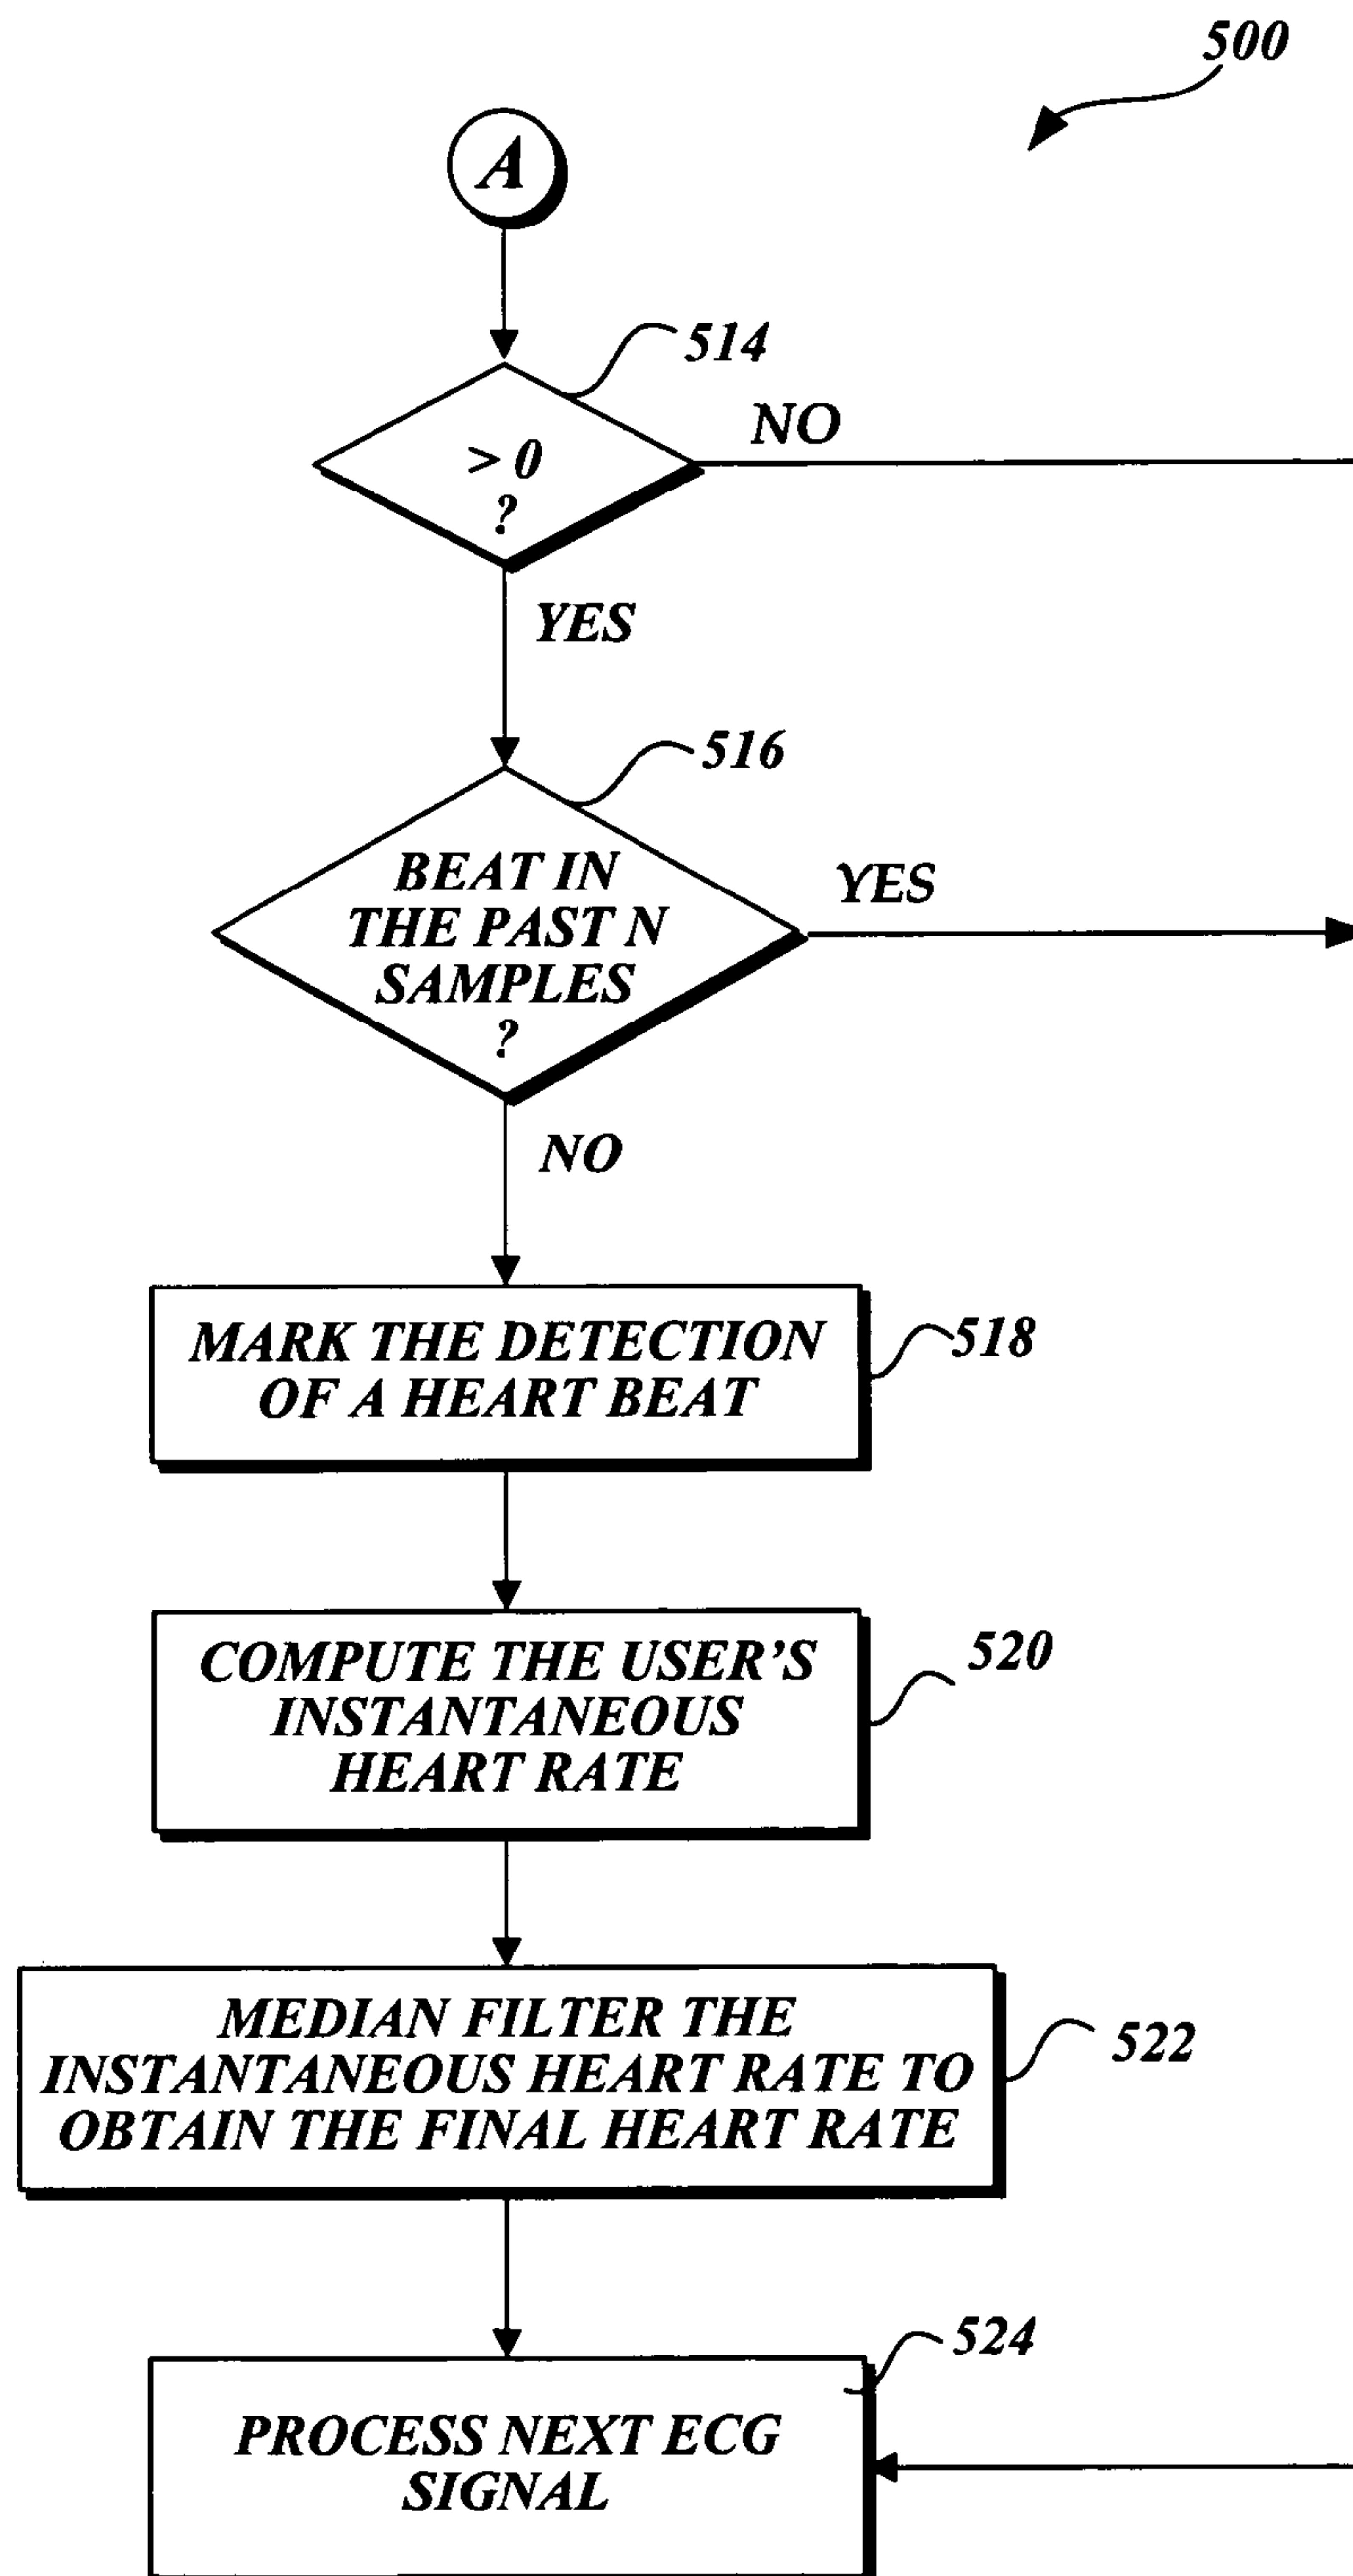 500
A
514
> 0
?
NO
YES
516
BEAT IN
THE PAST N
SAMPLES
?
YES
NO
MARK THE DETECTION
OF A HEART BEAT
518
COMPUTE THE USER'S
INSTANTANEOUS
HEART RATE
520
MEDIAN FILTER THE
INSTANTANEOUS HEART RATE TO
OBTAIN THE FINAL HEART RATE
522
524
PROCESS NEXT ECG
SIGNAL